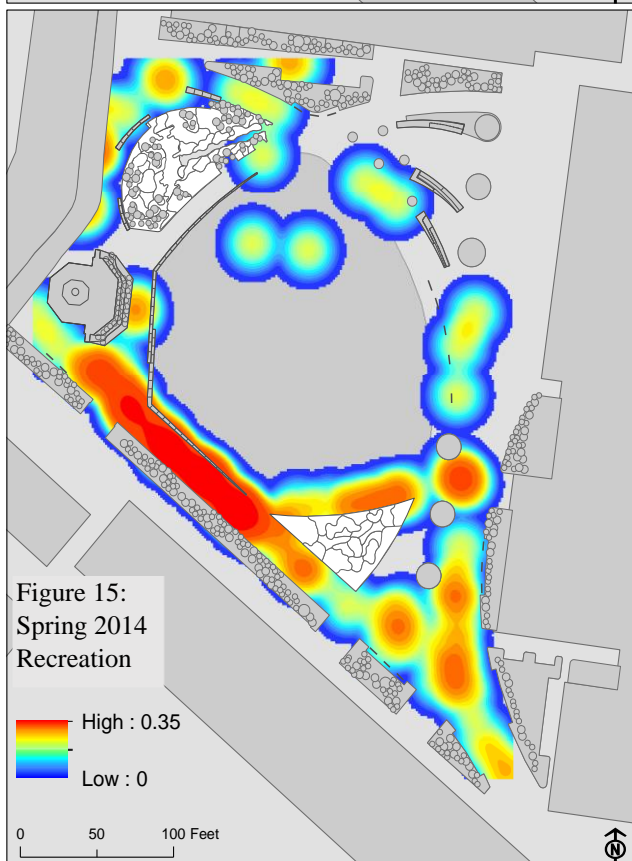 Figure 15:
Spring 2014
Recreation
High : 0.35
Low : 0
0 50 100 Feet
N